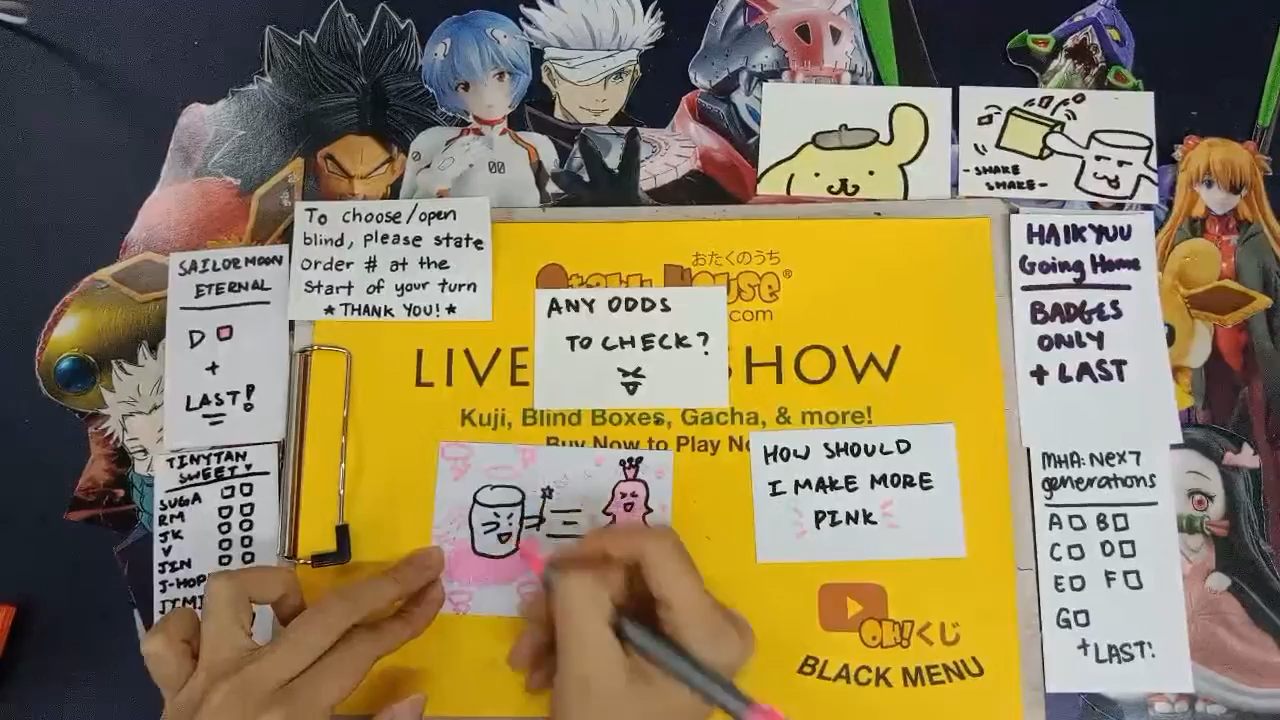 To choose/open
blind, please state
order # at the
start of your turn
★THANK YOU!★
SAILORMOON
ETERNAL
D
+
LAST!
TINYTAN
SWEET
SUGA
RM
JK
V
JIN
J-HOP
おたくのうち
.com
ANY ODDS
TO CHECK?
LIVE SHOW
Kuji, Blind Boxes, Gacha, & more!
Buy Now to Play
HOW SHOULD
I MAKE MORE
PINK
OH!くじ
BLACK MENU
-SHAKE
SHAKE-
HAIKYUU
Going Home
BADGES
ONLY
+ LAST
MHA: NEXT
generations
A B
C D
E F
G
+LAST!
00